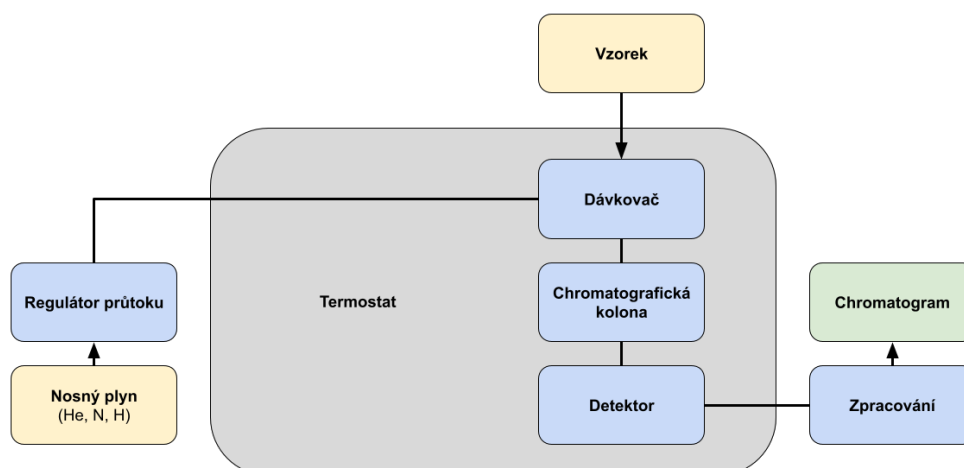 Vzorek
Dávkovač
Regulátor průtoku
Termostat
Chromatografická
kolona
Chromatogram
Nosný plyn
(He, N, H)
Detektor
Zpracování